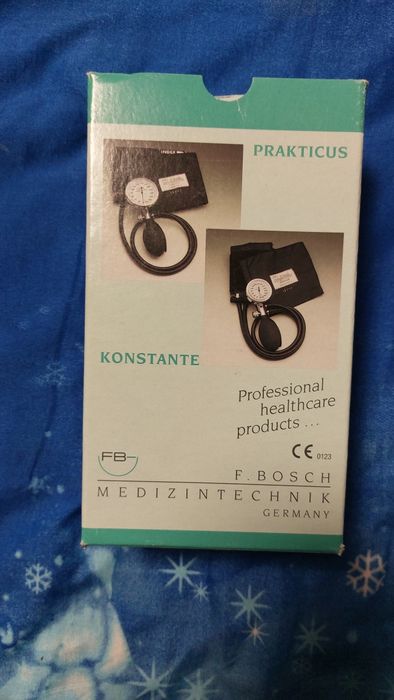 PRAKTICUS
KONSTANTE
Professional
healthcare
products ...
CE 0123
FB
F. BOSCH
MEDIZINTECHNIK
GERMANY